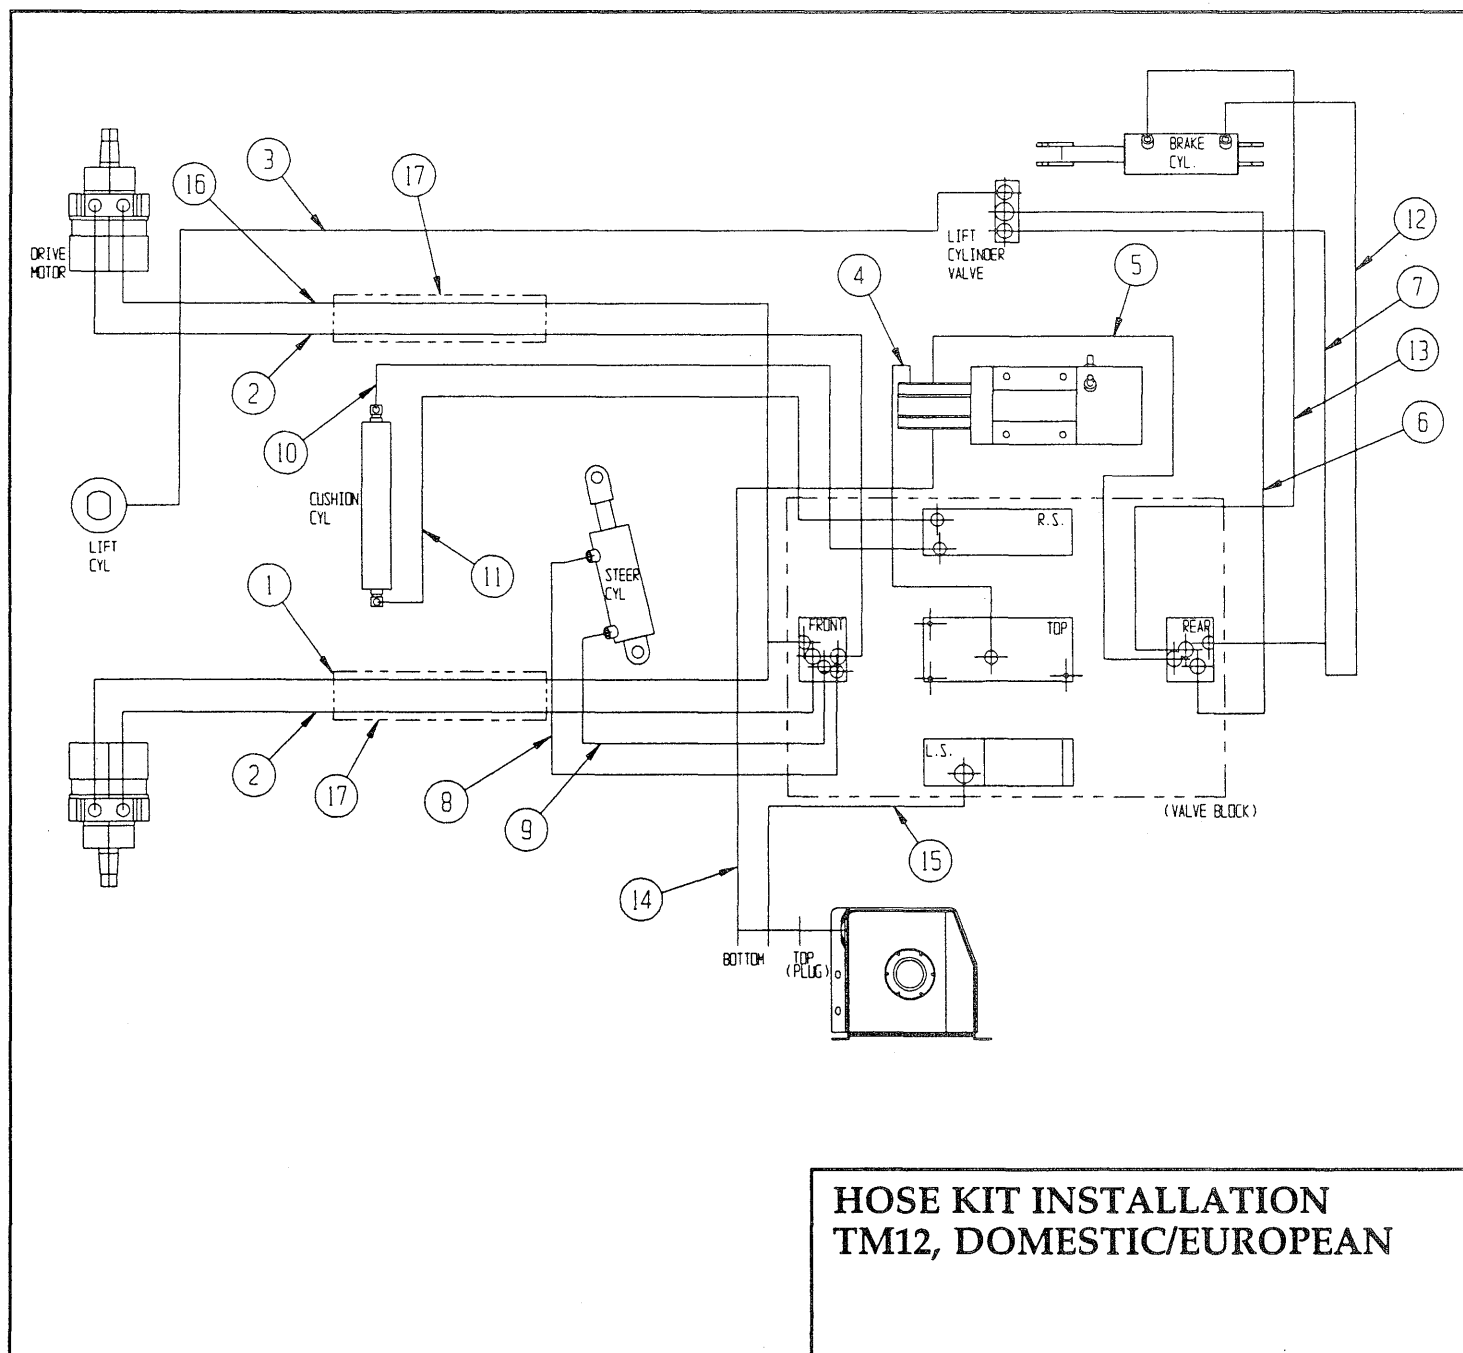 BRAKE
CYL.
3
16
17
12
DRIVE
MOTOR
LIFT
CYLINDER
VALVE
4
5
7
13
2
10
6
CUSHION
CYL
R.S.
LIFT
CYL
11
STEER
CYL
1
FRONT
TOP
REAR
L.S.
2
17
8
9
(VALVE BLOCK)
15
14
BOTTOM
TOP
(PLUG)
HOSE KIT INSTALLATION
TM12, DOMESTIC/EUROPEAN